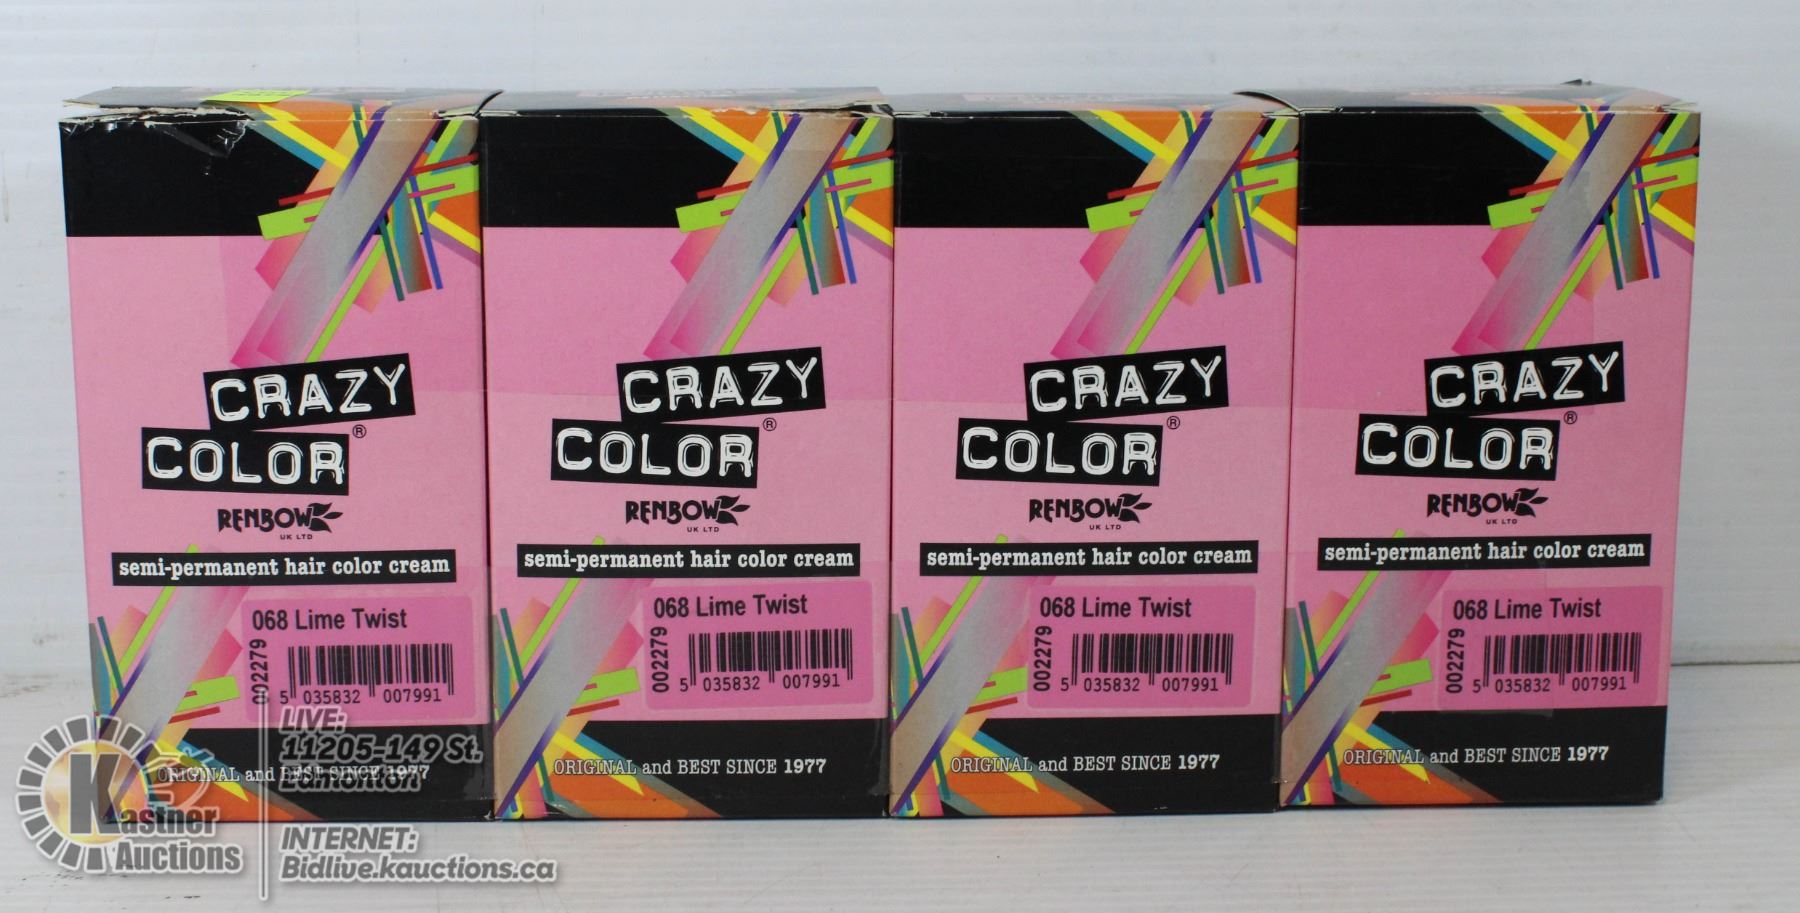 CRAZY
COLOR®
RENBOW
UK LTD
semi-permanent hair color cream
068 Lime Twist
002279
5 035832 007991
ORIGINAL and BEST SINCE 1977
CRAZY
COLOR®
RENBOW
UK LTD
semi-permanent hair color cream
068 Lime Twist
002279
5 035832 007991
ORIGINAL and BEST SINCE 1977
CRAZY
COLOR®
RENBOW
UK LTD
semi-permanent hair color cream
068 Lime Twist
002279
5 035832 007991
ORIGINAL and BEST SINCE 1977
CRAZY
COLOR®
RENBOW
UK LTD
semi-permanent hair color cream
068 Lime Twist
002279
5 035832 007991
ORIGINAL and BEST SINCE 1977
Kastner
Auctions
LIVE:
11205-149 St.
Edmonton
INTERNET:
Bidlive.kauctions.ca